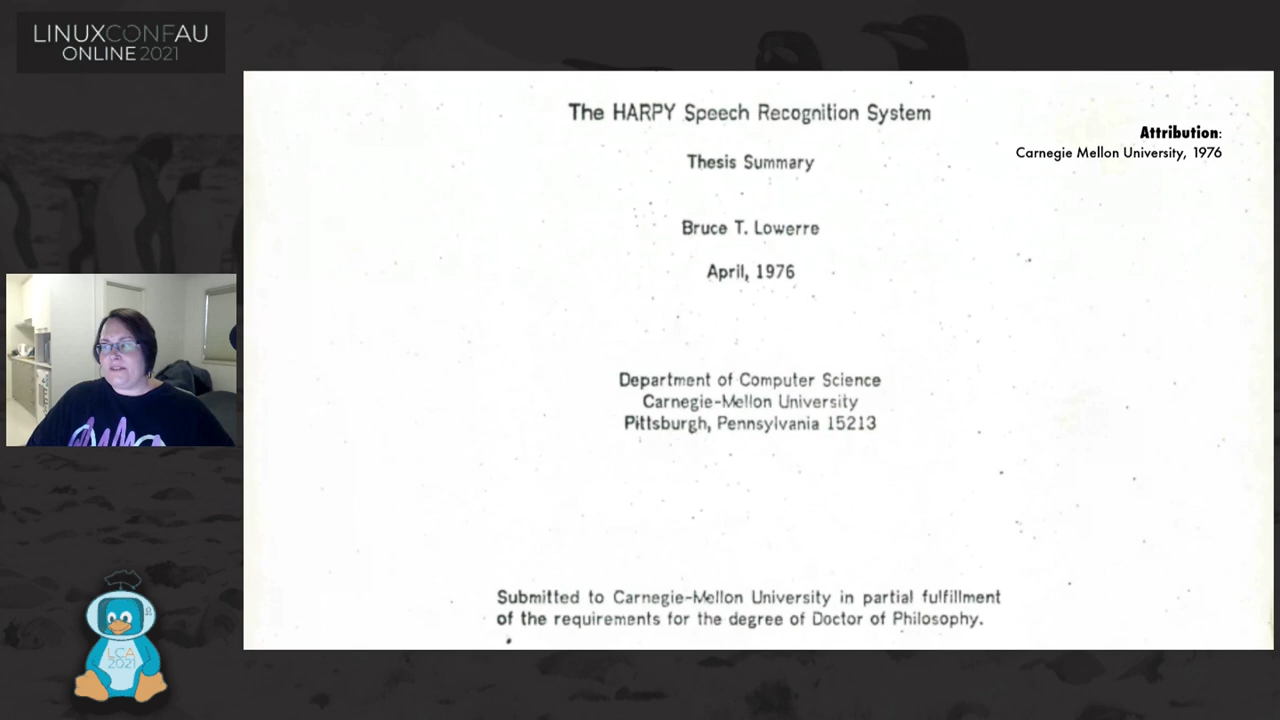 LINUXCONFAU
ONLINE 2021
The HARPY Speech Recognition System
Attribution:
Carnegie Mellon University, 1976
Thesis Summary
Bruce T. Lowerre
April, 1976
Department of Computer Science
Carnegie-Mellon University
Pittsburgh, Pennsylvania 15213
Submitted to Carnegie-Mellon University in partial fulfillment
of the requirements for the degree of Doctor of Philosophy.
LCA
2021